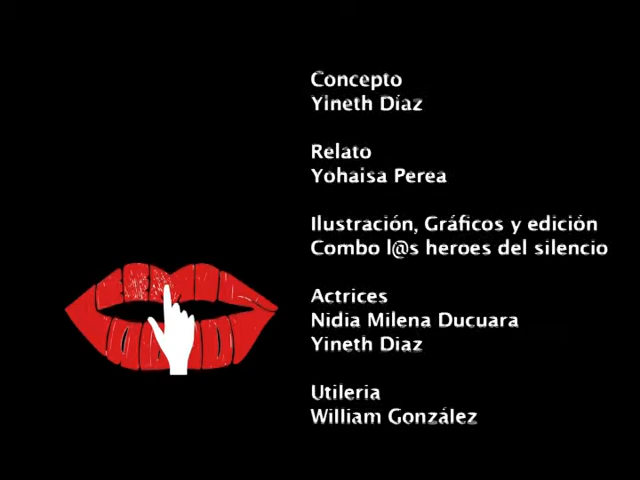 Concepto
Yineth Díaz
Relato
Yohaisa Perea
Ilustración, Gráficos y edición
Combo l@s heroes del silencio
Actrices
Nidia Milena Ducuara
Yineth Diaz
Utileria
William González